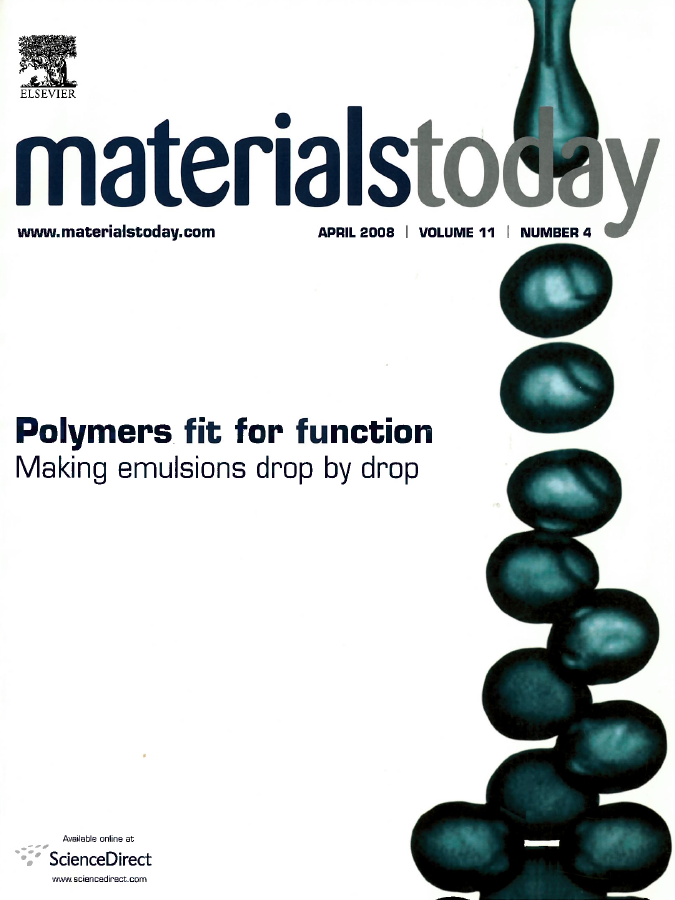 ELSEVIER
materialstoday
www.materialstoday.com
APRIL 2008 | VOLUME 11 | NUMBER 4
Polymers fit for function
Making emulsions drop by drop
Available online at
ScienceDirect
www.sciencedirect.com